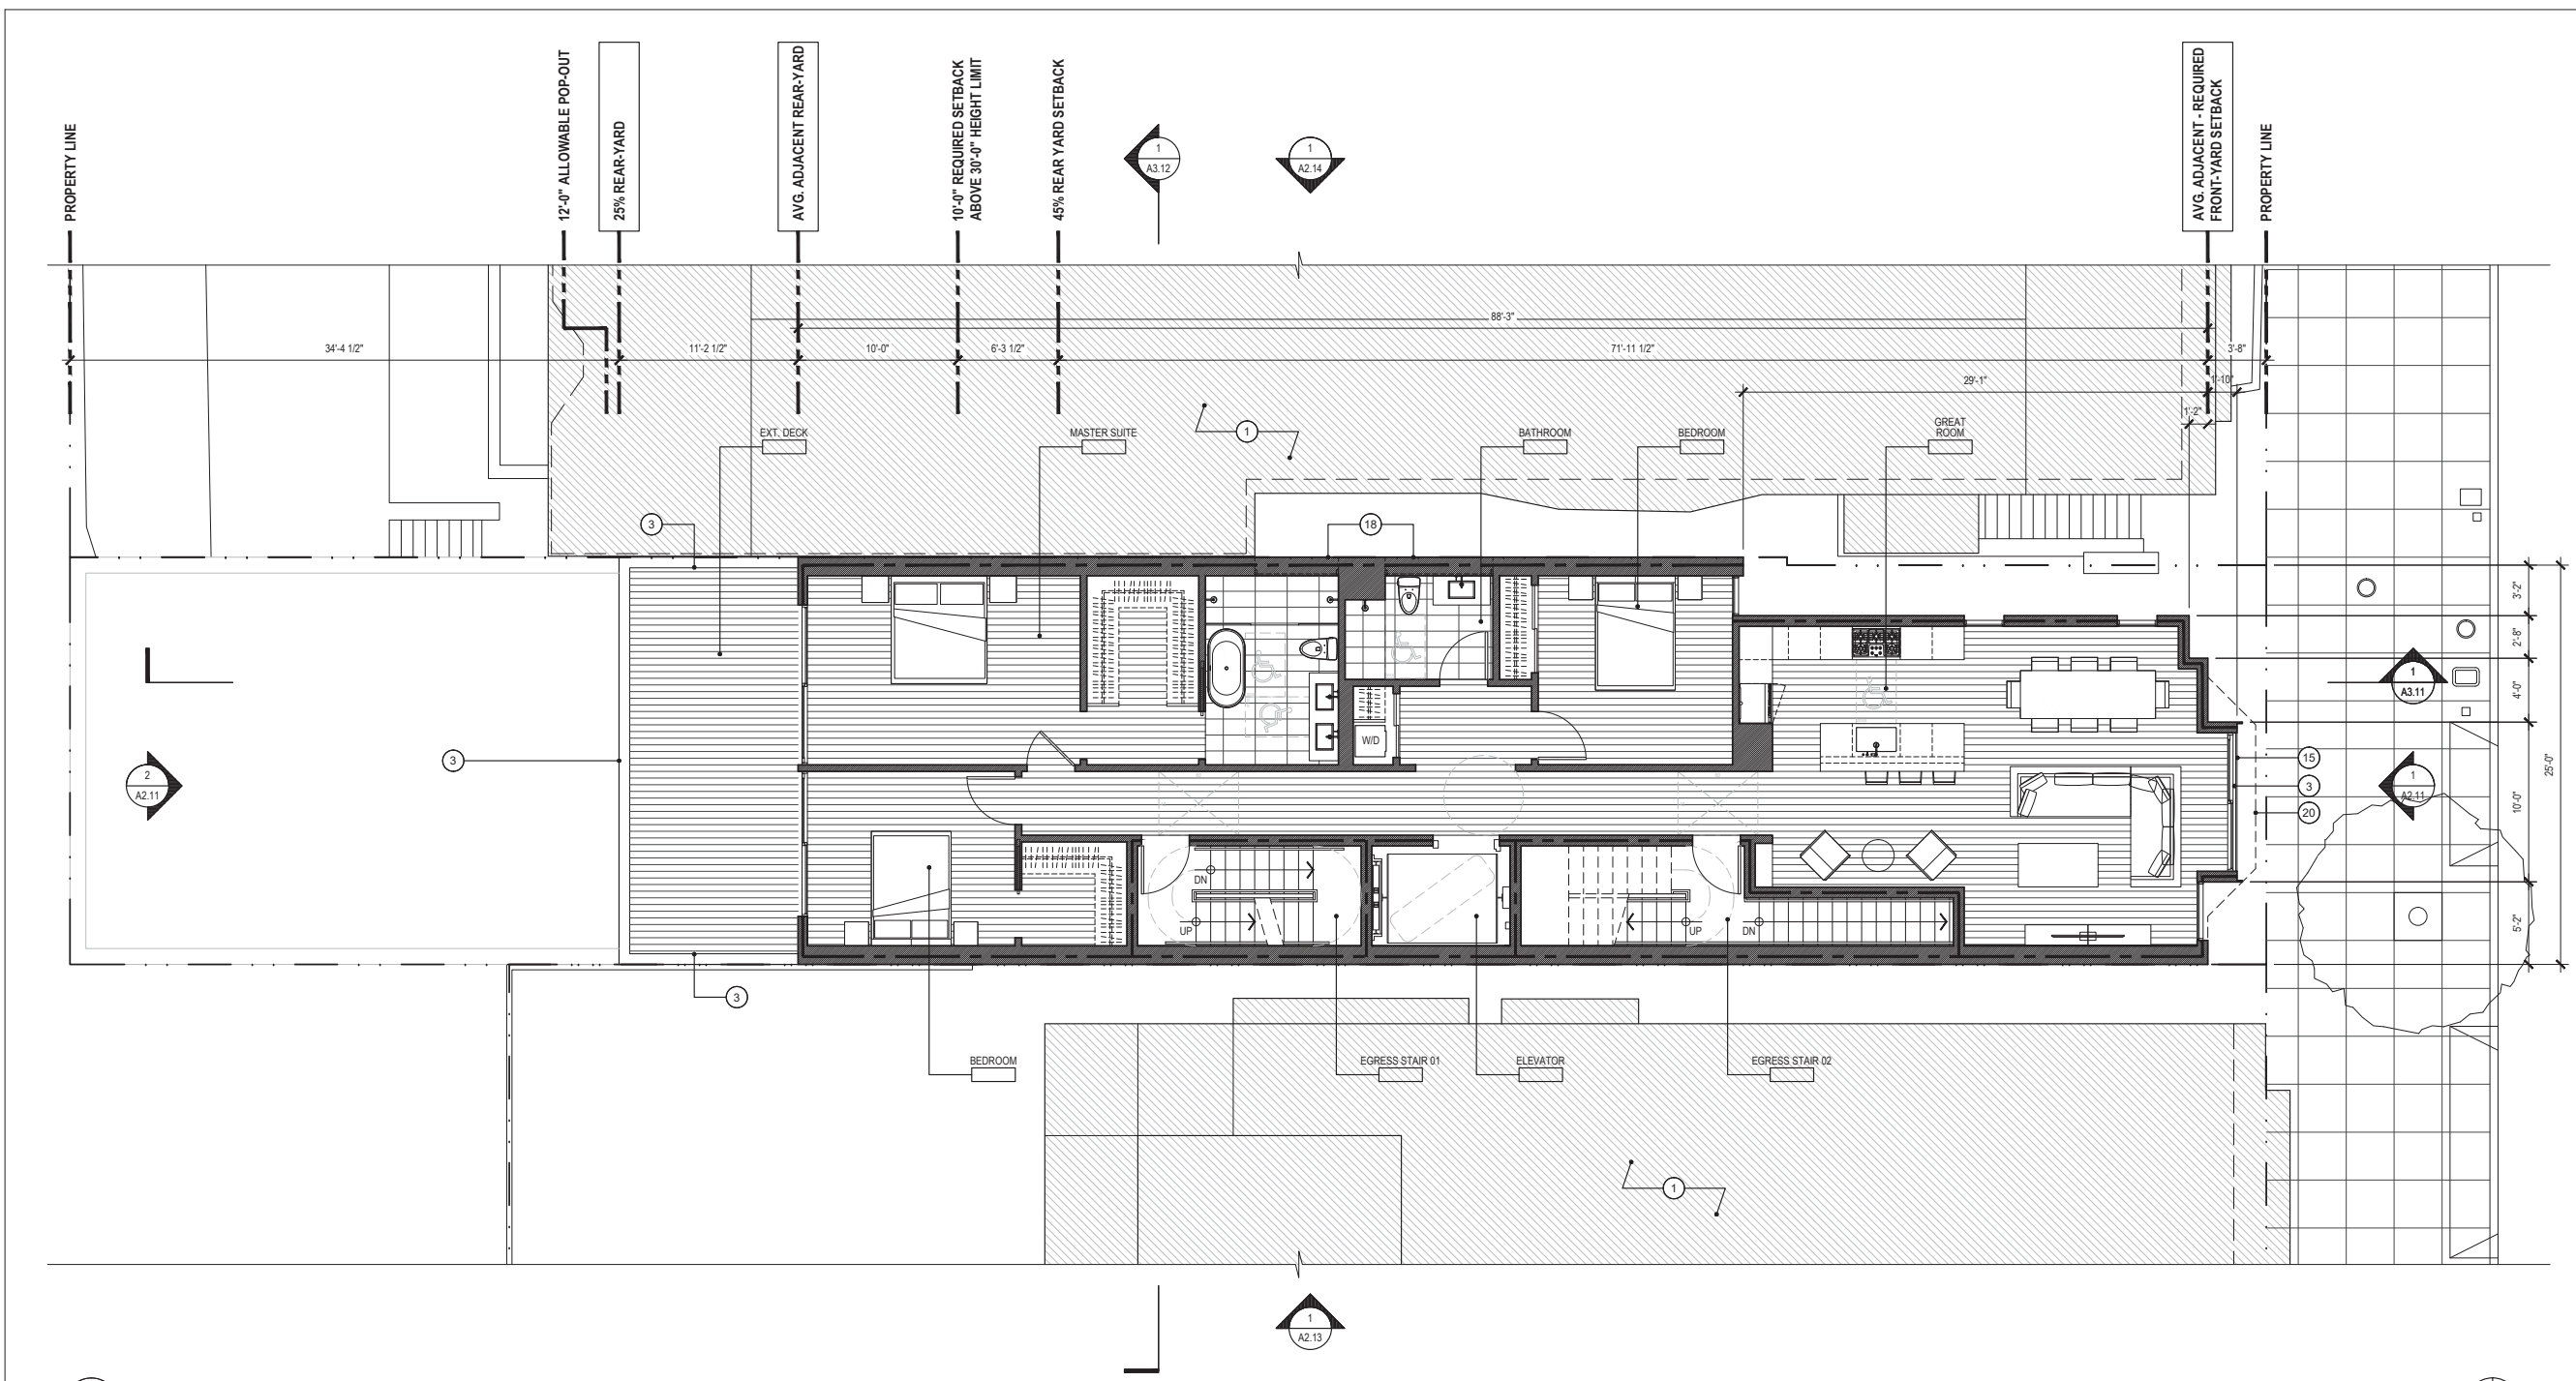 PROPERTY LINE
12'-0" ALLOWABLE POP-OUT
25% REAR-YARD
AVG. ADJACENT REAR-YARD
10'-0" REQUIRED SETBACK
ABOVE 30'-0" HEIGHT LIMIT
45% REAR YARD SETBACK
1
A3.12
1
A2.14
AVG. ADJACENT - REQUIRED
FRONT-YARD SETBACK
PROPERTY LINE
88'-3"
34'-4 1/2"
11'-2 1/2"
10'-0"
6'-3 1/2"
71'-11 1/2"
3'-8"
29'-1"
1'-10"
1'-2"
EXT. DECK
MASTER SUITE
1
BATHROOM
BEDROOM
GREAT
ROOM
3
18
3'-2"
2'-8"
4'-0"
1
A3.11
W/D
3
2
A2.11
15
3
20
1
A2.11
25'-0"
10'-0"
5'-2"
DN
UP
UP
DN
3
BEDROOM
EGRESS STAIR 01
ELEVATOR
EGRESS STAIR 02
1
1
A2.13